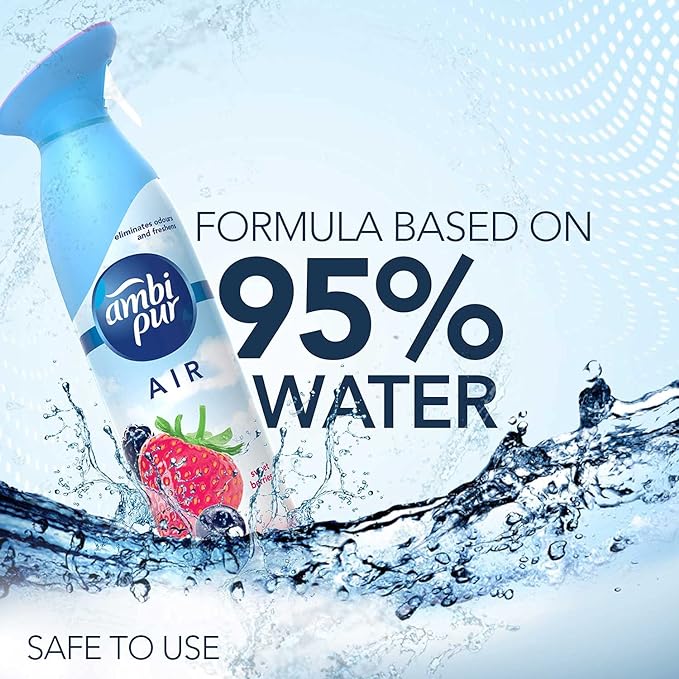 eliminates odours
and freshens
ambi
pur
AIR
FORMULA BASED ON
95%
WATER
SAFE TO USE